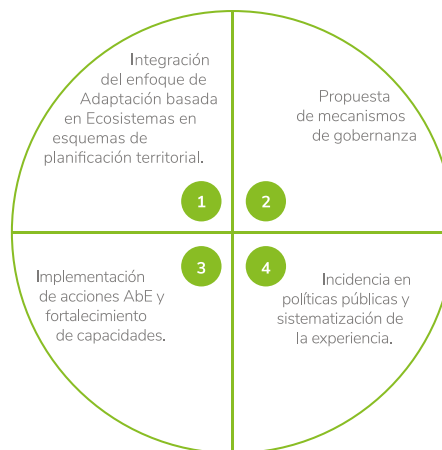 Integración
del enfoque de
Adaptación basada
en Ecosistemas en
esquemas de
planificación territorial.
1
Propuesta
de mecanismos
de gobernanza
2
3
Implementación
de acciones AbE y
fortalecimiento
de capacidades.
4
Incidencia en
políticas públicas y
sistematización de
la experiencia.